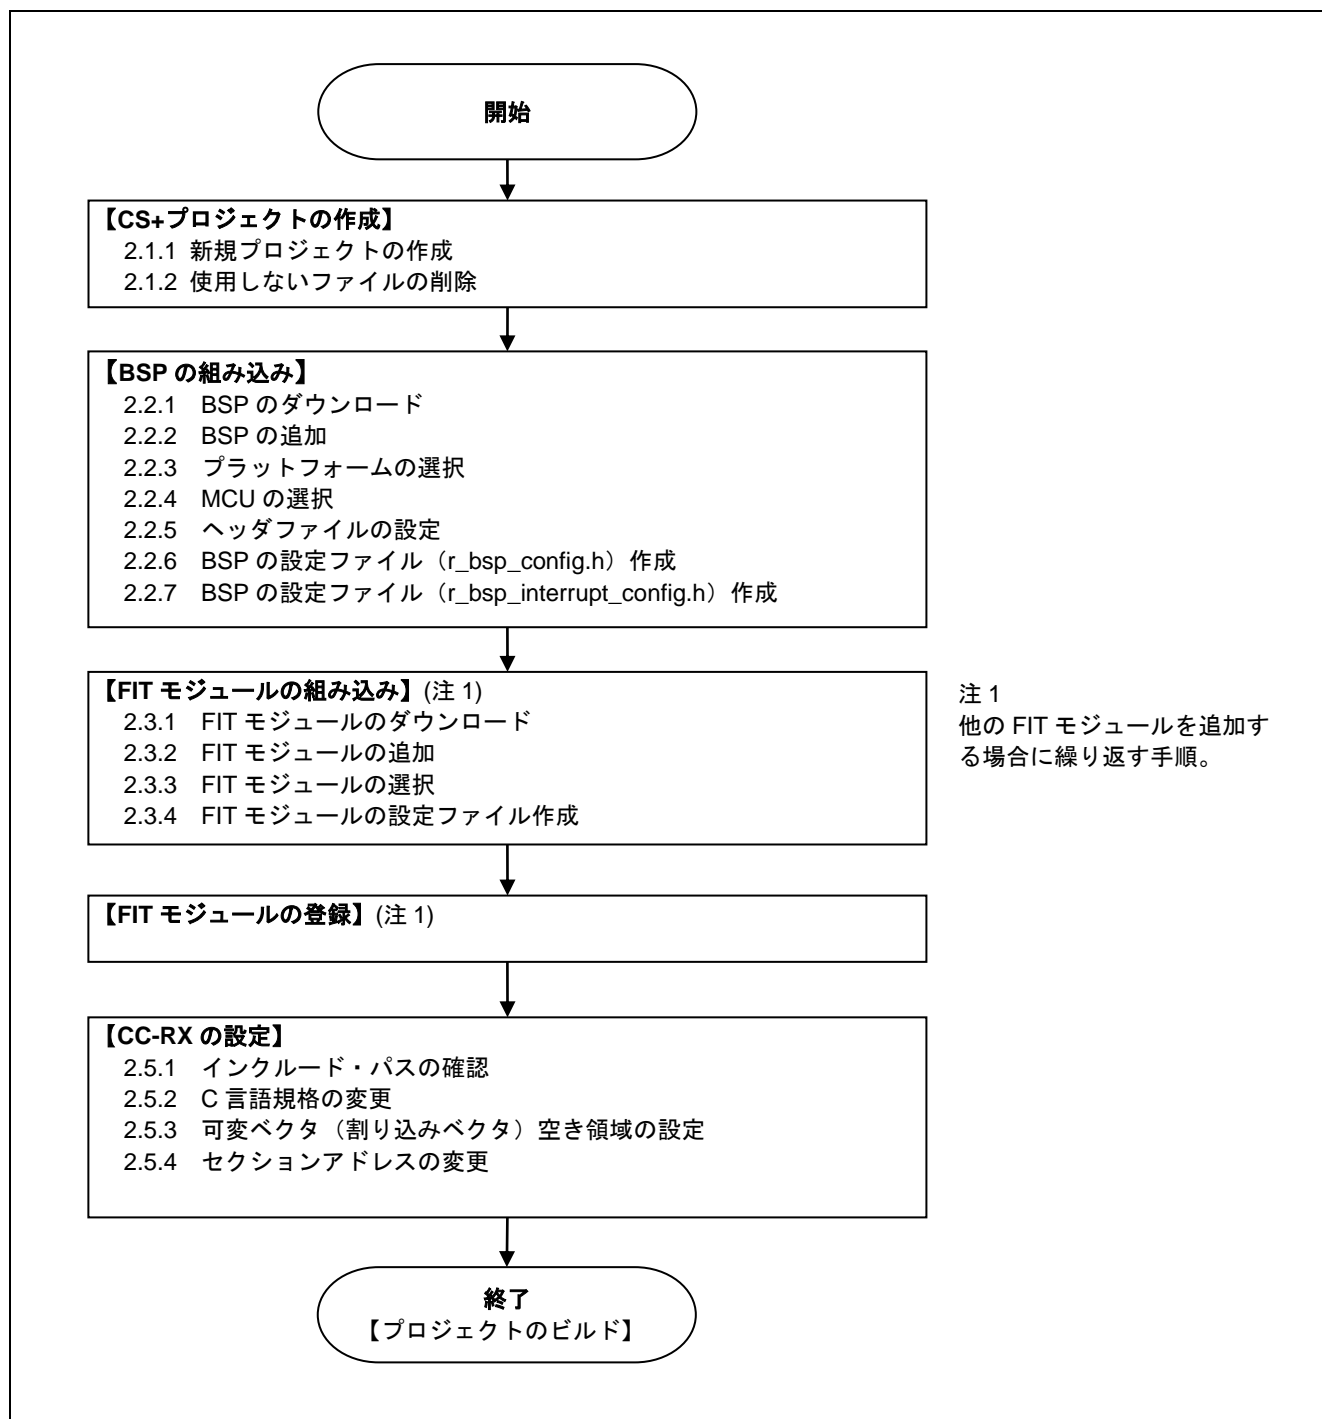 開始
【CS+プロジェクトの作成】
2.1.1 新規プロジェクトの作成
2.1.2 使用しないファイルの削除
【BSP の組み込み】
2.2.1 BSP のダウンロード
2.2.2 BSP の追加
2.2.3 プラットフォームの選択
2.2.4 MCU の選択
2.2.5 ヘッダファイルの設定
2.2.6 BSP の設定ファイル（r_bsp_config.h）作成
2.2.7 BSP の設定ファイル（r_bsp_interrupt_config.h）作成
【FIT モジュールの組み込み】(注 1)
2.3.1 FIT モジュールのダウンロード
2.3.2 FIT モジュールの追加
2.3.3 FIT モジュールの選択
2.3.4 FIT モジュールの設定ファイル作成
注 1
他の FIT モジュールを追加す
る場合に繰り返す手順。
【FIT モジュールの登録】(注 1)
【CC-RX の設定】
2.5.1 インクルード・パスの確認
2.5.2 C 言語規格の変更
2.5.3 可変ベクタ（割り込みベクタ）空き領域の設定
2.5.4 セクションアドレスの変更
終了
【プロジェクトのビルド】